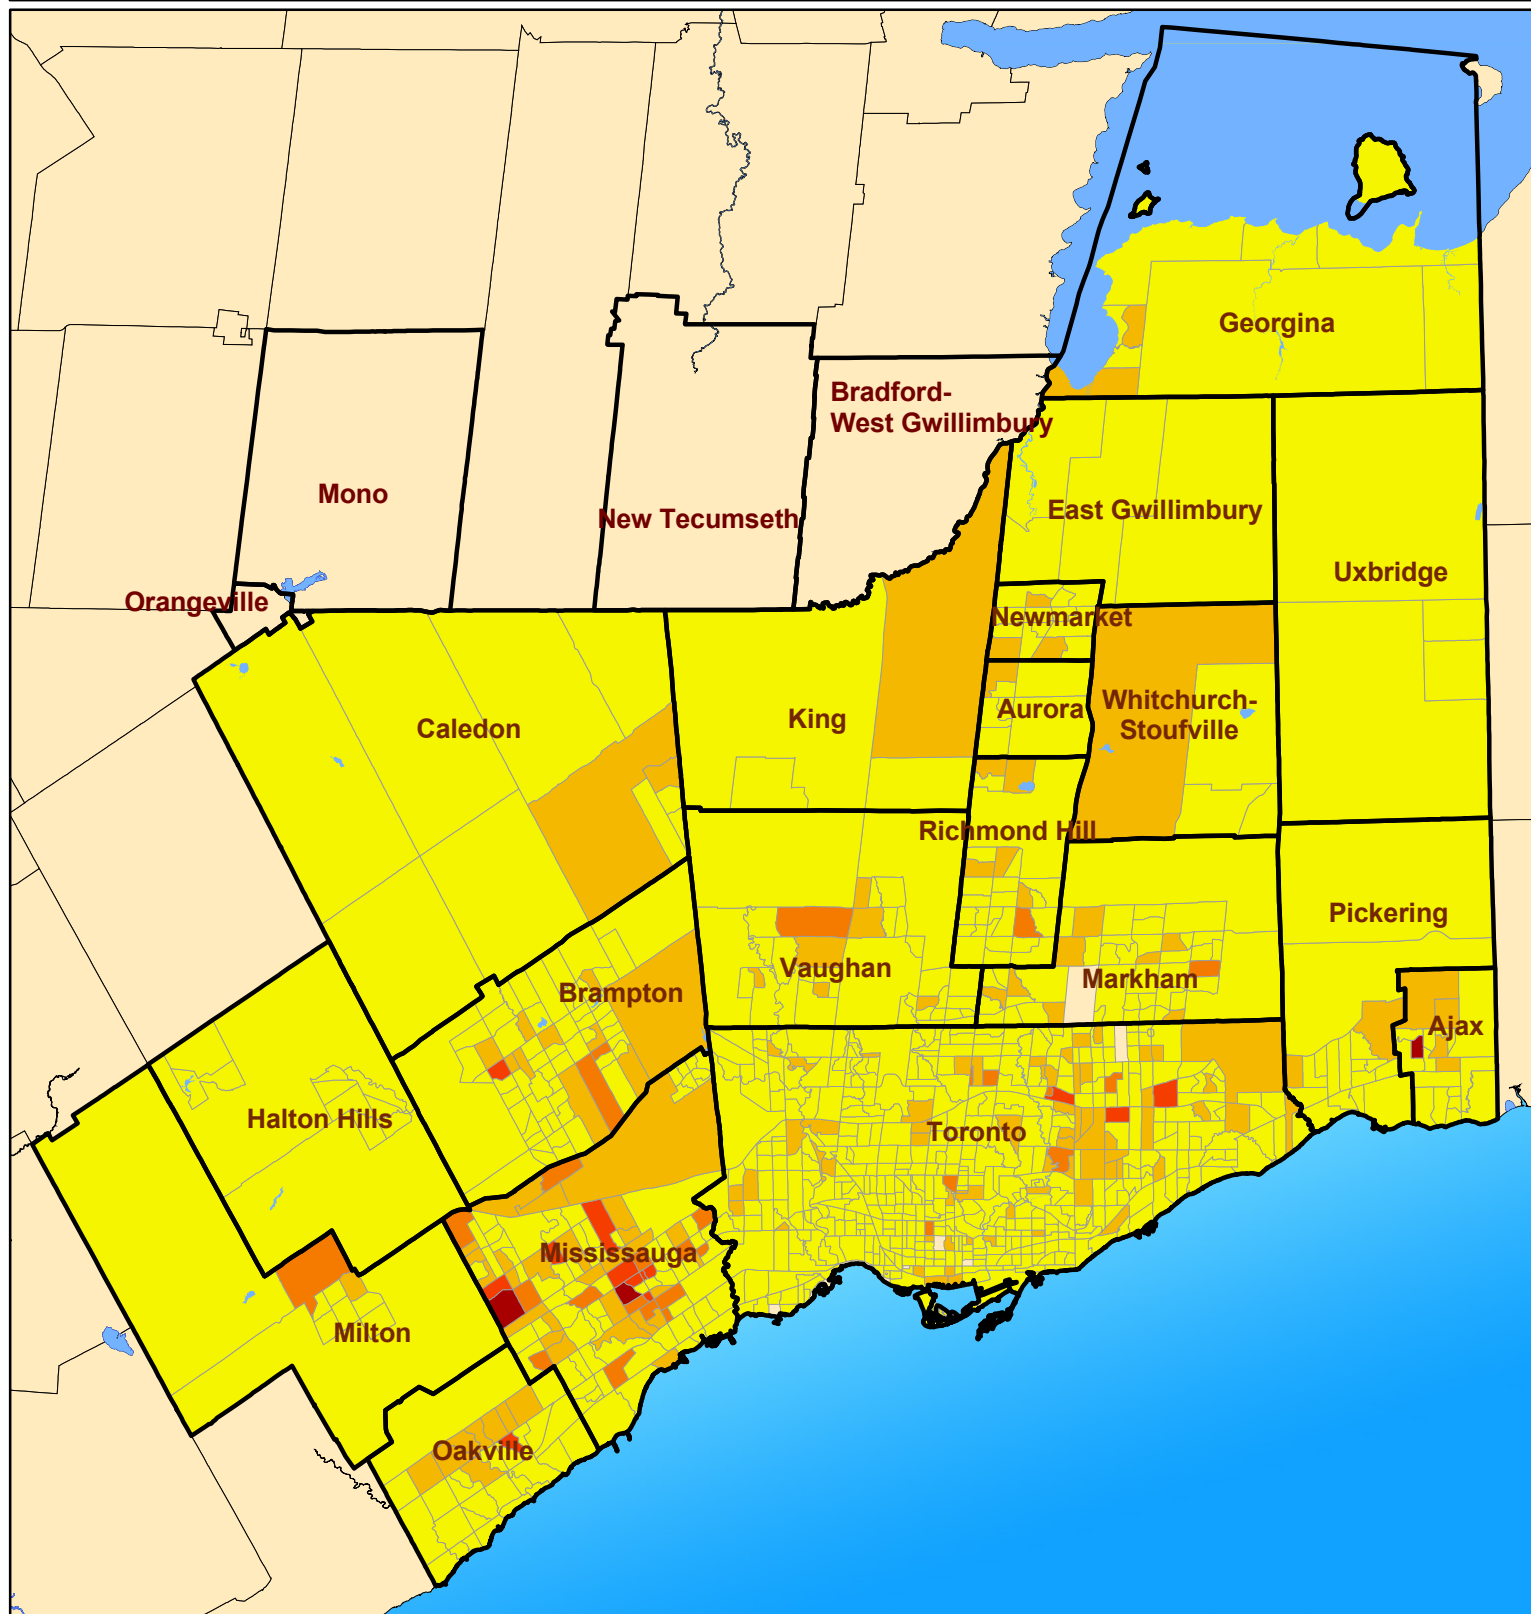 Georgina
Bradford-
West Gwillimbury
Mono
New Tecumseth
East Gwillimbury
Uxbridge
Orangeville
Newmarket
Caledon
King
Aurora
Whitchurch-
Stoufville
Richmond Hill
Pickering
Vaughan
Markham
Brampton
Ajax
Halton Hills
Toronto
Mississauga
Milton
Oakville